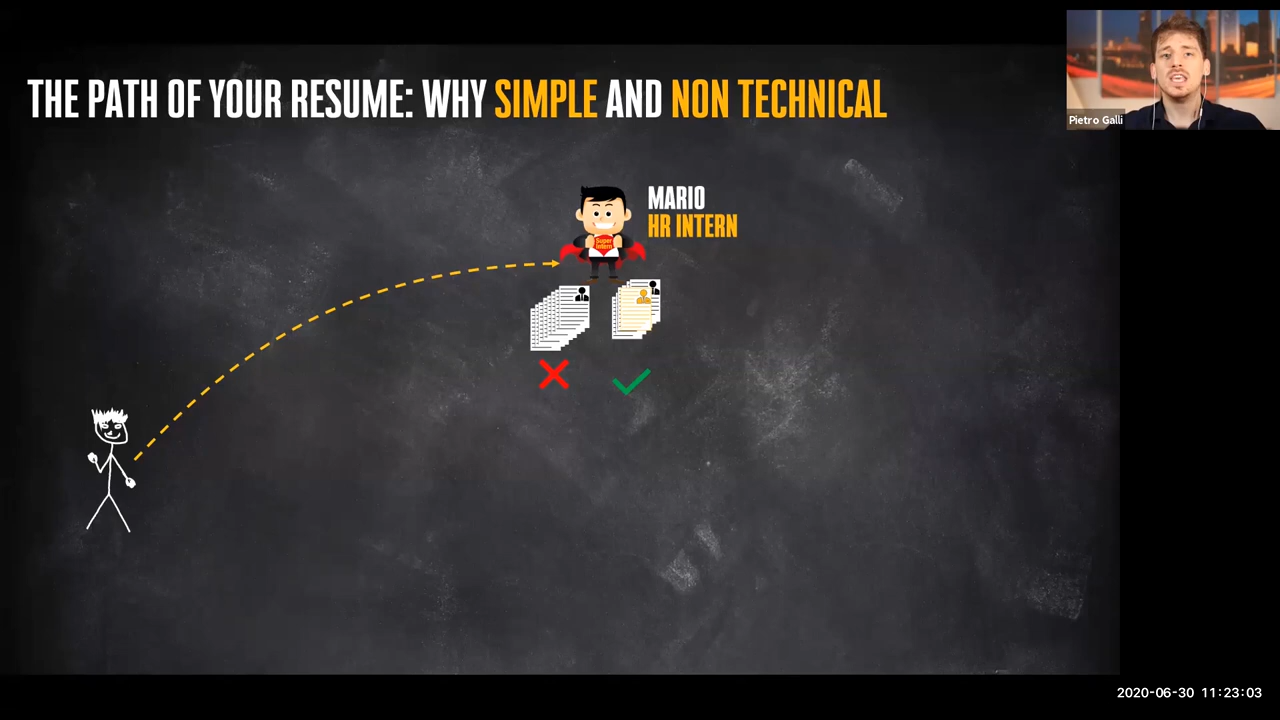 THE PATH OF YOUR RESUME: WHY SIMPLE AND NON TECHNICAL
Pietro Galli
MARIO
HR INTERN
Super
Intern
2020-06-30 11:23:03